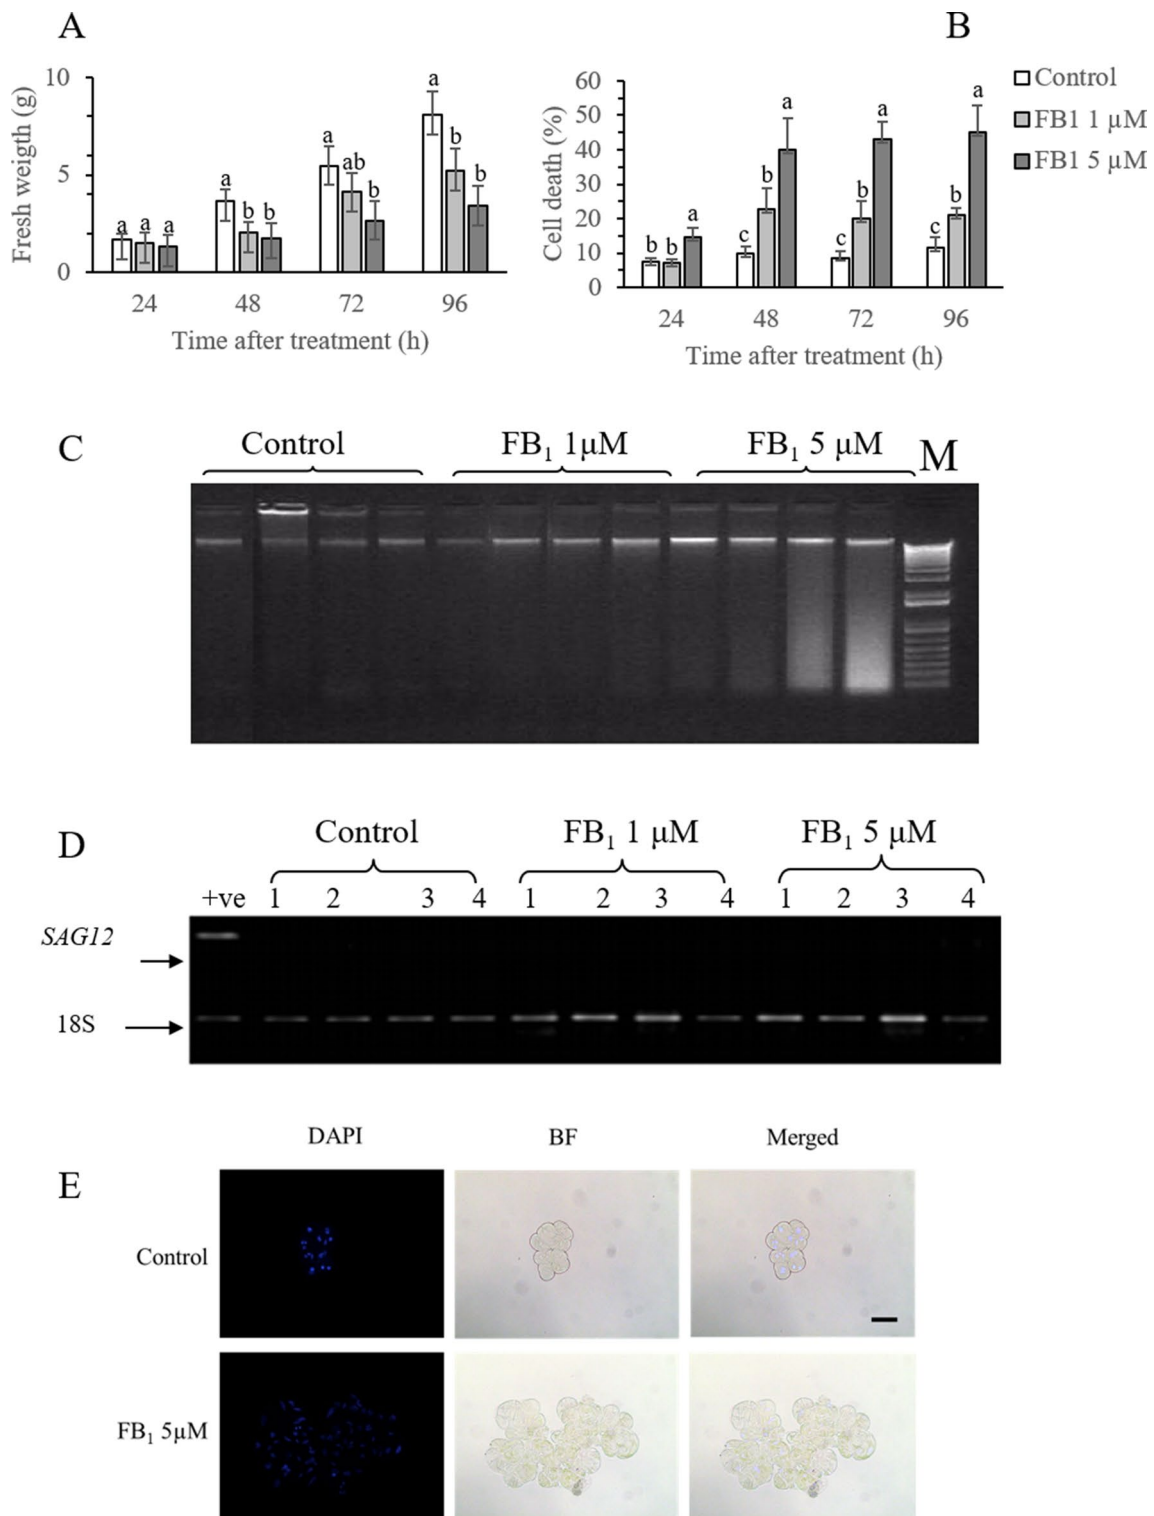 A
B
Fresh weigth (g)
10
5
0
a a a
a b b
a ab b
a b b
24 48 72 96
Time after treatment (h)
Cell death (%)
60
50
40
30
20
10
0
b b a
c b a
c b a
c b a
24 48 72 96
Time after treatment (h)
Control
FB1 1 µM
FB1 5 µM
C
Control FB₁ 1µM FB₁ 5 µM M
D
Control FB₁ 1 µM FB₁ 5 µM
+ve 1 2 3 4 1 2 3 4 1 2 3 4
SAG12
18S
DAPI BF Merged
E
Control
FB₁ 5µM